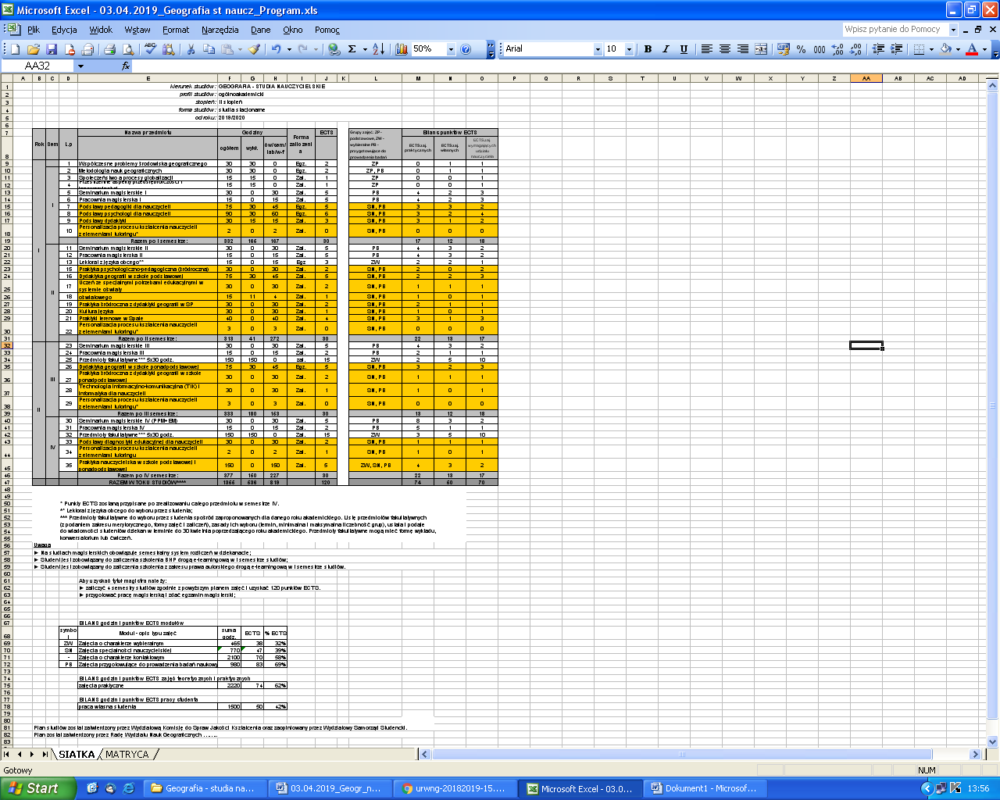 Microsoft Excel - 03.04.2019_Geografia st naucz_Program.xls
Plik Edycja Widok Wstaw Format Narzędzia Dane Okno Pomoc
Wpisz pytanie do Pomocy
50% Arial 10
AA32 fx
A B C D E F G H I J K L M N O P Q R S T U V W X Y Z AA AB AC AD
kierunek studiów: GEOGRAFIA - STUDIA NAUCZYCIELSKIE
profil studiów: ogólnoakademicki
stopień: II stopień
forma studiów: studia stacjonarne
od roku: 2019/2020
Rok Sem L.p Nazwa przedmiotu Godziny Forma zaliczenia ECTS Bilans punktów ECTS
ogółem wykł. ćw/sem/lab/w-f
Grupy zajęć: ZP - podstawowe, ZW - wybieralne PB - przygotowujące do prowadzenia badań
ECTS zaj. praktycznych ECTS zaj. własnych ECTS zaj. wymagających udziału nauczyciela
1 Współczesne problemy środowiska geograficznego 30 30 0 Egz. 2 ZP 0 1 1
2 Metodologia nauk geograficznych 30 30 0 Egz. 2 ZP, PB 0 1 1
3 Społeczeństwo a procesy globalizacji 15 15 0 Zal. 1 ZP 0 0 1
4 Przestrzenne aspekty przedsiębiorczości i 15 15 0 Zal. 1 ZP 0 0 1
5 Seminarium magisterskie I 30 0 30 Zal. 5 PB 4 2 3
6 Pracownia magisterska I 15 0 15 Zal. 5 PB 4 2 3
7 Podstawy pedagogiki dla nauczycieli 75 30 45 Egz. 5 SN, PB 3 3 2
8 Podstawy psychologii dla nauczycieli 90 30 60 Egz. 6 SN, PB 3 2 4
9 Podstawy dydaktyki 30 15 15 Zal. 3 SN, PB 3 1 2
10 Personalizacja procesu kształcenia nauczycieli z elementami tutoringu* 2 0 2 Zal. 0 SN, PB 0 0 0
Razem po I semestrze: 332 165 167 30 17 12 18
11 Seminarium magisterskie II 30 0 30 Zal. 5 PB 4 3 2
12 Pracownia magisterska II 15 0 15 Zal. 5 PB 4 3 2
13 Lektorat z języka obcego** 15 0 15 Egz 3 ZW 2 2 1
15 Praktyka psychologiczno-pedagogiczna (śródroczna) 30 0 30 Zal. 2 SN, PB 2 0 2
16 Dydaktyka geografii w szkole podstawowej 75 30 45 Zal. 5 SN, PB 2 2 3
17 Uczeń ze specjalnymi potrzebami edukacyjnymi w systemie oświaty 30 0 30 Zal. 2 SN, PB 1 1 1
18 oświatowego 15 11 4 Zal. 1 SN, PB 1 0 1
19 Praktyka śródroczna z dydaktyki geografii w SP 30 0 30 Zal. 2 SN, PB 2 1 1
20 Kultura języka 30 0 30 Zal. 1 SN, PB 1 0 1
21 Praktyki terenowe w Spale 40 0 40 Zal. 4 SN, PB 3 1 3
22 Personalizacja procesu kształcenia nauczycieli z elementami tutoringu* 3 0 3 Zal. 0 SN, PB 0 0 0
Razem po II semestrze: 313 41 272 30 22 13 17
23 Seminarium magisterskie III 30 0 30 Zal. 5 PB 4 3 2
24 Pracownia magisterska III 15 0 15 Zal. 2 PB 2 1 1
25 Przedmioty fakultatywne*** 5x30 godz. 150 150 0 zal. 15 ZW 2 5 10
26 Dydaktyka geografii w szkole ponadpodstawowej 75 30 45 Egz. 5 SN, PB 3 2 3
27 Praktyka śródroczna z dydaktyki geografii w szkole ponadpodstawowej 30 0 30 Zal. 2 SN, PB 1 1 1
28 Technologia informacyjno-komunikacyjna (TIK) i informatyka dla nauczycieli 30 0 30 Zal. 1 SN, PB 1 0 1
29 Personalizacja procesu kształcenia nauczycieli z elementami tutoringu* 3 0 3 Zal. 0 SN, PB 0 0 0
Razem po III semestrze: 333 180 153 30 13 12 18
30 Seminarium magisterskie IV (PPM+EM) 30 0 30 Zal. 5 PB 8 3 2
31 Pracownia magisterska IV 15 0 15 Zal. 2 PB 5 1 1
32 Przedmioty fakultatywne*** 5x30 godz. 150 150 0 Zal. 15 ZW 3 5 10
33 Podstawy diagnostyki edukacyjnej dla nauczycieli 30 0 30 Zal. 2 SN, PB 1 1 1
34 Personalizacja procesu kształcenia nauczycieli z elementami tutoringu 2 0 2 Zal. 1 SN, PB 1 0 1
35 Praktyka nauczycielska w szkole podstawowej i ponadpodstawowej 150 0 150 Zal. 5 ZW, SN, PB 4 3 2
Razem po IV semestrze: 377 150 227 30 22 13 17
RAZEM W TOKU STUDIÓW**** 1355 536 819 120 74 50 70
* Punkty ECTS zostaną przypisane po zrealizowaniu całego przedmiotu w semestrze IV.
** Lektorat z języka obcego do wyboru przez studenta;
*** Przedmioty fakultatywne do wyboru przez studenta spośród zaproponowanych dla danego roku akademickiego. Listę przedmiotów fakultatywnych
(z podaniem zakresu merytorycznego, formy zajęć i zaliczeń), zasady ich wyboru (termin, minimalna i maksymalna liczebność grup), ustala i podaje
do wiadomości studentów dziekan w terminie do 30 kwietnia poprzedzającego roku akademickiego. Przedmioty fakultatywne mogą mieć formę wykładu,
konwersatorium lub ćwiczeń.
Uwaga
► Na studiach magisterskich obowiązuje semestralny system rozliczeń w dziekanacie;
► Student jest zobowiązany do zaliczenia szkolenia BHP drogą e-learningową w I semestrze studiów;
► Student jest zobowiązany do zaliczenia szkolenia z zakresu prawa autorskiego drogą e-learningową w I semestrze studiów.
Aby uzyskać tytuł magistra należy:
► zaliczyć 4 semestry studiów zgodnie z powyższym planem zajęć i uzyskać 120 punktów ECTS.
► przygotować pracę magisterską i zdać egzamin magisterski;
BILANS godzin i punktów ECTS modułów
symbol Moduł - opis typu zajęć suma godz. ECTS % ECTS
ZW Zajęcia o charakterze wybieralnym 465 38 32%
SN Zajęcia specjalności nauczycielskiej 770 47 39%
- Zajęcia o charakterze kontaktowym 2100 70 58%
PB Zajęcia przygotowujące do prowadzenia badań naukowy 980 83 69%
BILANS godzin i punktów ECTS zajęć teoretycznych i praktycznych
zajęcia praktyczne 2220 74 62%
BILANS godzin i punktów ECTS pracy studenta
praca własna studenta 1500 50 42%
Plan studiów został zatwierdzony przez Wydziałową Komisję do Spraw Jakości Kształcenia oraz zaopiniowany przez Wydziałowy Samorząd Studencki.
Plan został zatwierdzony przez Radę Wydziału Nauk Geograficznych ........
SIATKA MATRYCA
Gotowy NUM
Start Geografia - studia na... 03.04.2019_Geogr_n... urwng-20182019-15.... Microsoft Excel - 03.0... Dokument1 - Microsof... 13:56